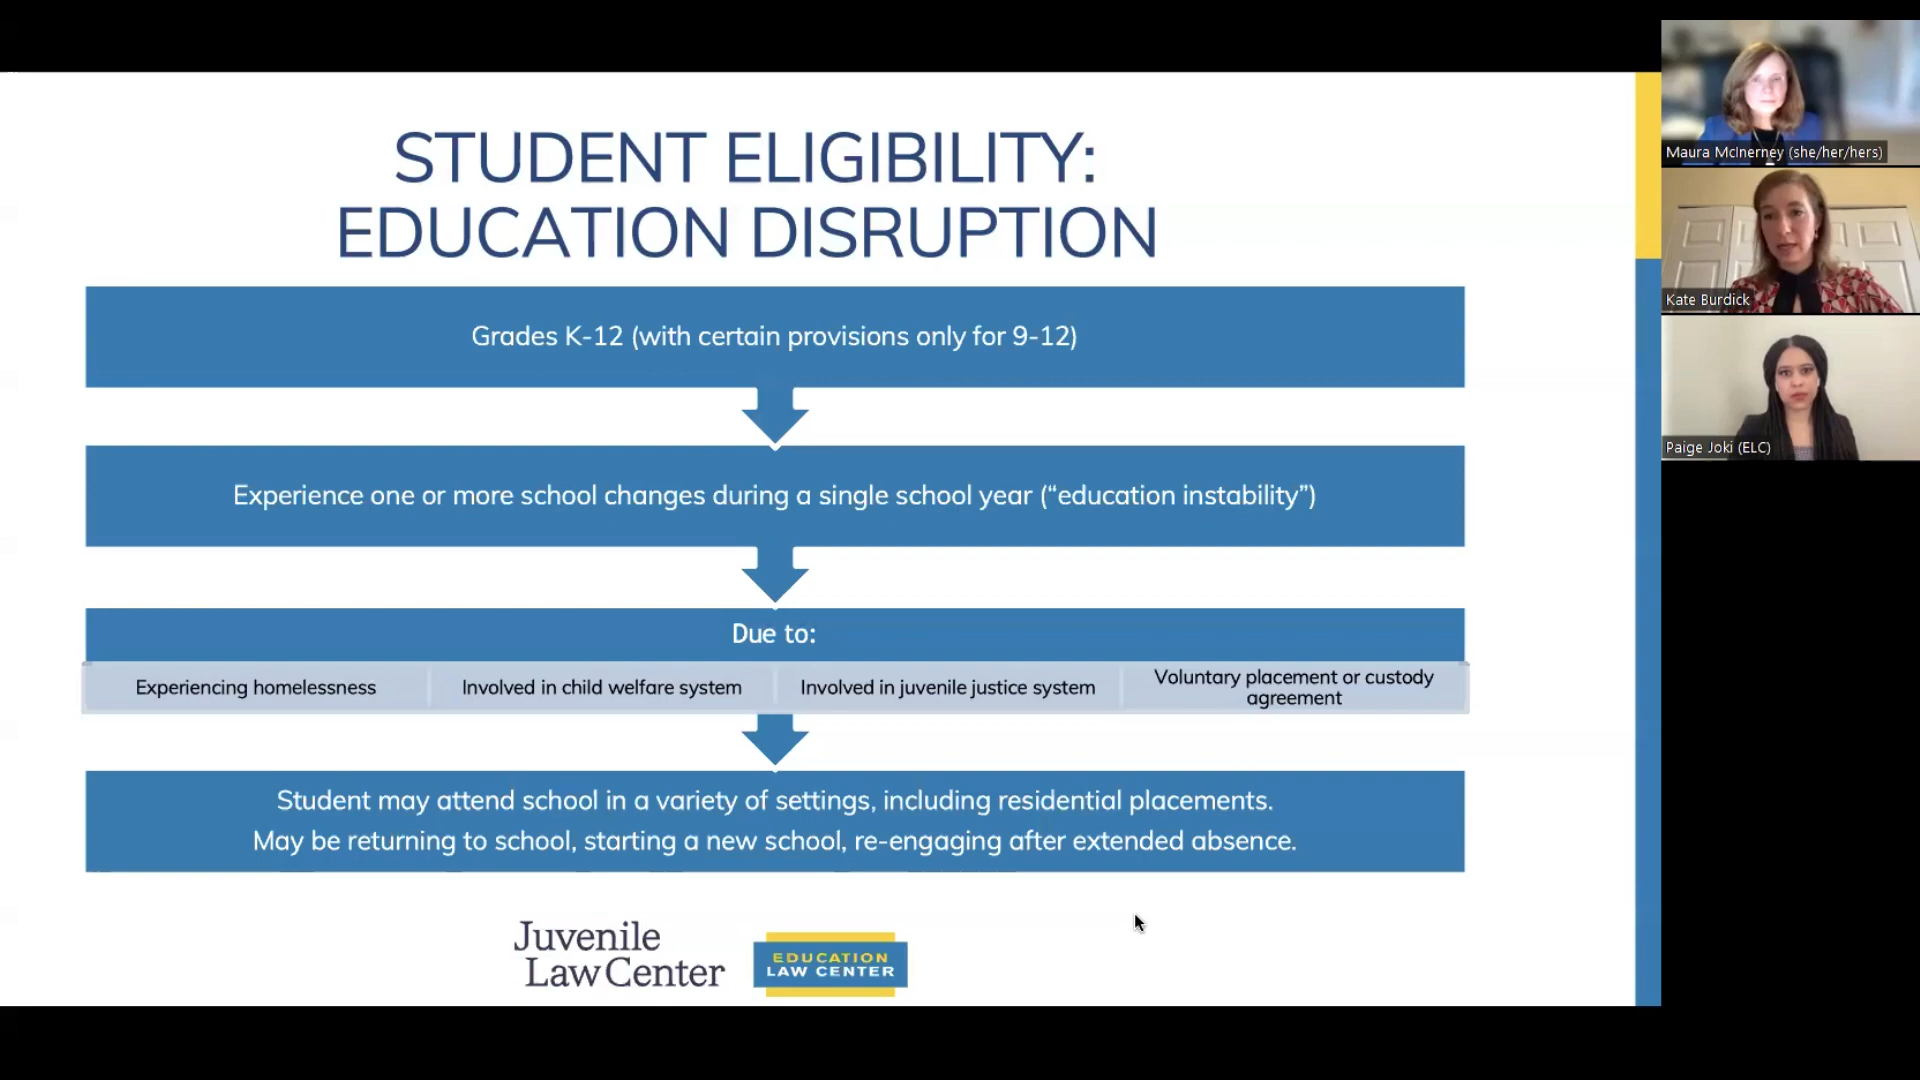 STUDENT ELIGIBILITY:
EDUCATION DISRUPTION
Grades K-12 (with certain provisions only for 9-12)
Experience one or more school changes during a single school year (“education instability”)
Due to:
Experiencing homelessness
Involved in child welfare system
Involved in juvenile justice system
Voluntary placement or custody
agreement
Student may attend school in a variety of settings, including residential placements.
May be returning to school, starting a new school, re-engaging after extended absence.
Juvenile
Law Center
EDUCATION
LAW CENTER
Maura McInerney (she/her/hers)
Kate Burdick
Paige Joki (ELC)